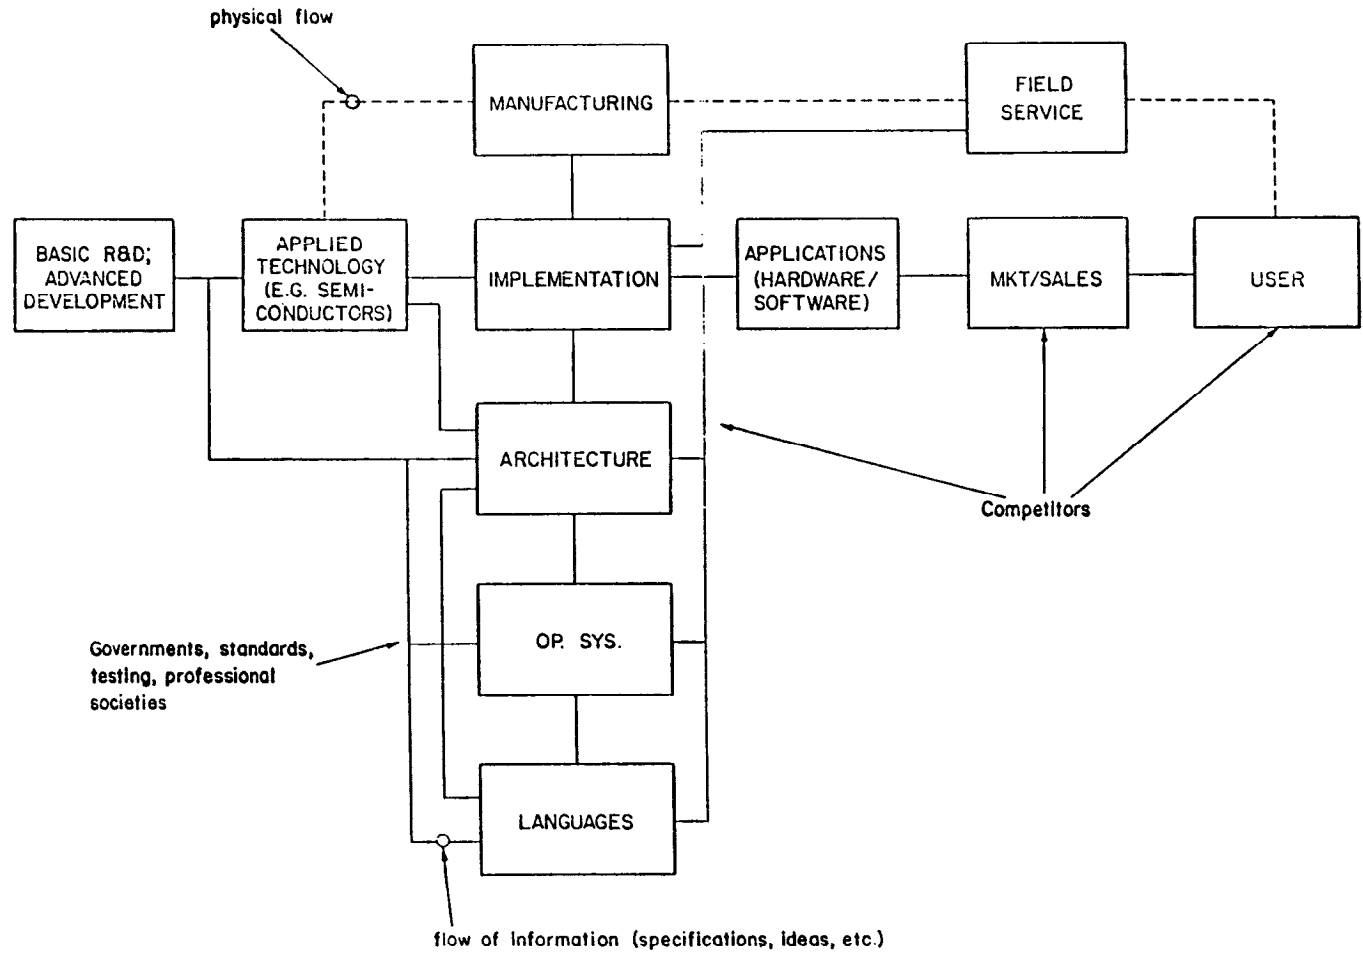 physical flow
MANUFACTURING
FIELD
SERVICE
BASIC R&D;
ADVANCED
DEVELOPMENT
APPLIED
TECHNOLOGY
(E.G. SEMI-
CONDUCTORS)
IMPLEMENTATION
APPLICATIONS
(HARDWARE/
SOFTWARE)
MKT/SALES
USER
ARCHITECTURE
Competitors
OP. SYS.
Governments, standards,
testing, professional
societies
LANGUAGES
flow of information (specifications, ideas, etc.)